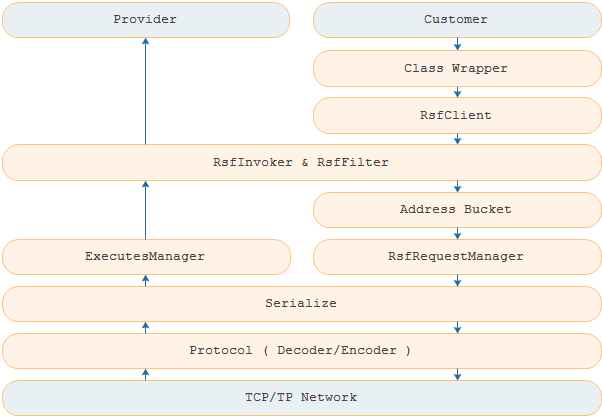 Provider
Customer
Class Wrapper
RsfClient
RsfInvoker & RsfFilter
Address Bucket
ExecutesManager
RsfRequestManager
Serialize
Protocol ( Decoder/Encoder )
TCP/TP Network